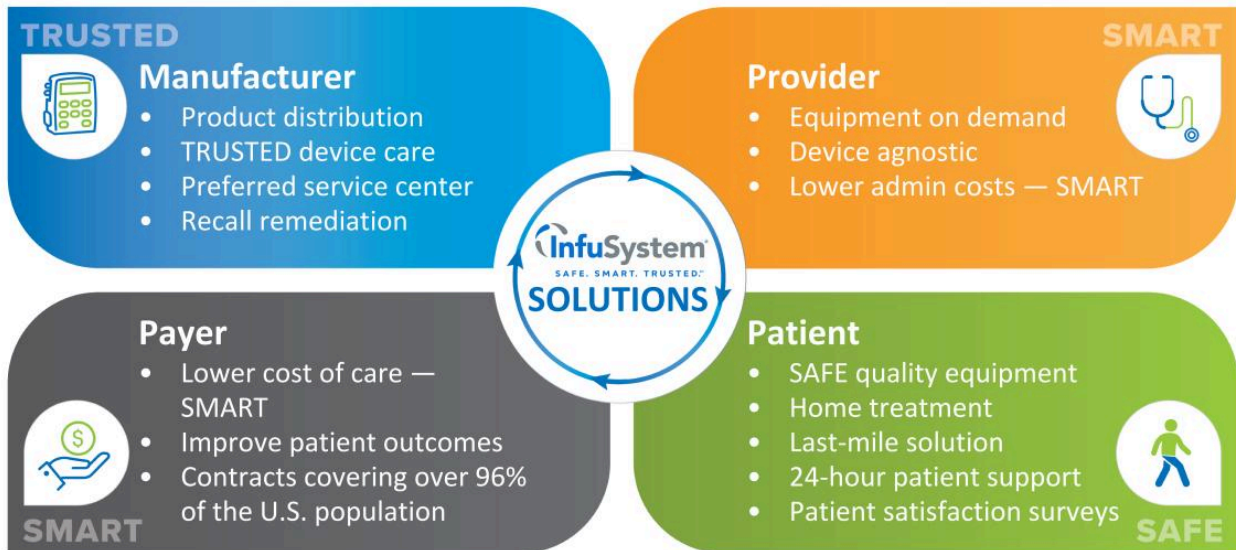 TRUSTED
Manufacturer
• Product distribution
• TRUSTED device care
• Preferred service center
• Recall remediation
SMART
Provider
• Equipment on demand
• Device agnostic
• Lower admin costs — SMART
InfuSystem
SAFE. SMART. TRUSTED.™
SOLUTIONS
Payer
• Lower cost of care —
SMART
• Improve patient outcomes
• Contracts covering over 96%
of the U.S. population
$
SMART
Patient
• SAFE quality equipment
• Home treatment
• Last-mile solution
• 24-hour patient support
• Patient satisfaction surveys
SAFE